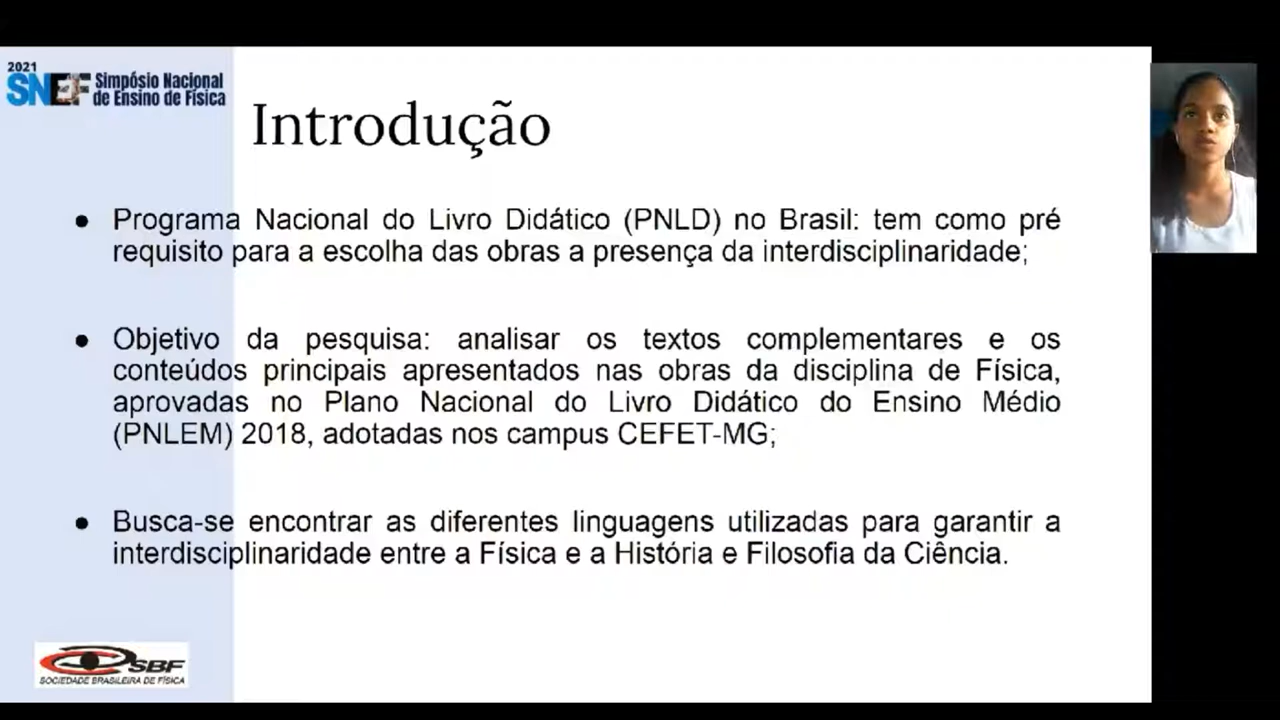 2021
SNEF Simpósio Nacional
de Ensino de Física
Introdução
● Programa Nacional do Livro Didático (PNLD) no Brasil: tem como pré
requisito para a escolha das obras a presença da interdisciplinaridade;
● Objetivo da pesquisa: analisar os textos complementares e os
conteúdos principais apresentados nas obras da disciplina de Física,
aprovadas no Plano Nacional do Livro Didático do Ensino Médio
(PNLEM) 2018, adotadas nos campus CEFET-MG;
● Busca-se encontrar as diferentes linguagens utilizadas para garantir a
interdisciplinaridade entre a Física e a História e Filosofia da Ciência.
SBF
SOCIEDADE BRASILEIRA DE FÍSICA